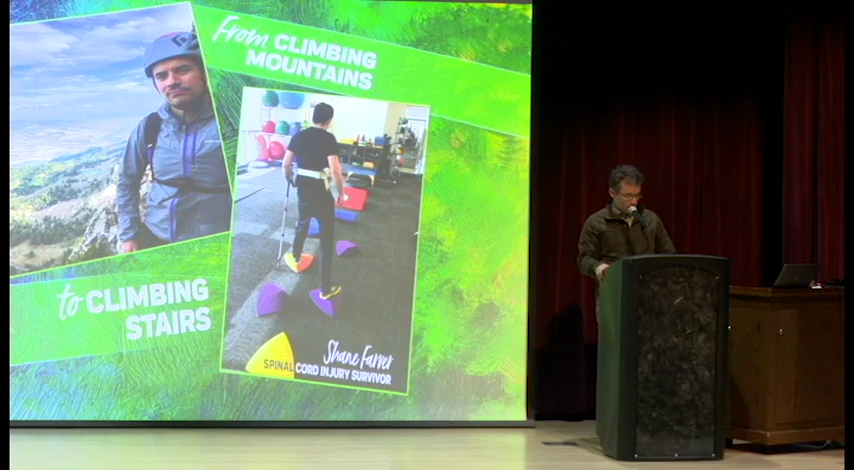 From CLIMBING
MOUNTAINS
to CLIMBING
STAIRS
Shane Farver
SPINAL CORD INJURY SURVIVOR